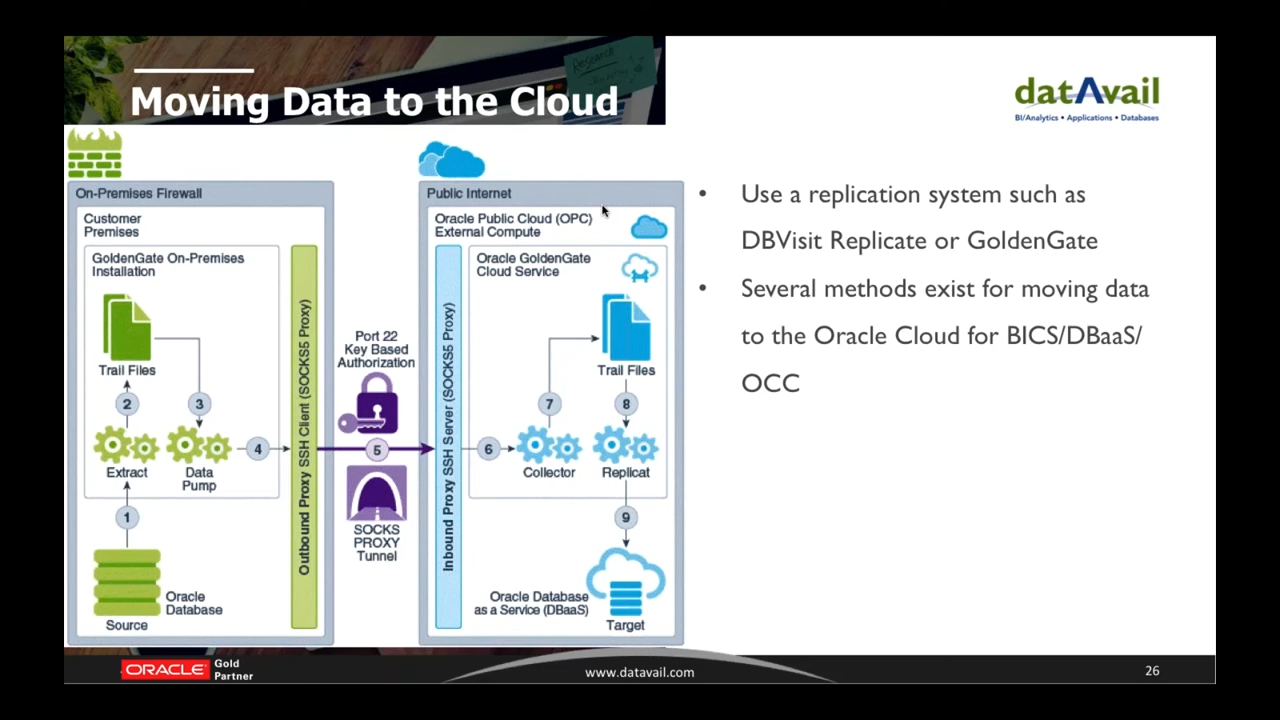 Research
Moving Data to the Cloud
datAvail
BI/Analytics • Applications • Databases
On-Premises Firewall
Customer
Premises
GoldenGate On-Premises
Installation
Trail Files
2
3
Extract
Data
Pump
4
1
Oracle
Database
Source
Outbound Proxy SSH Client (SOCKS5 Proxy)
Port 22
Key Based
Authorization
5
SOCKS
PROXY
Tunnel
Public Internet
Oracle Public Cloud (OPC)
External Compute
Inbound Proxy SSH Server (SOCKS5 Proxy)
Oracle GoldenGate
Cloud Service
Trail Files
7
8
6
Collector
Replicat
9
Oracle Database
as a Service (DBaaS)
Target
• Use a replication system such as
DBVisit Replicate or GoldenGate
• Several methods exist for moving data
to the Oracle Cloud for BICS/DBaaS/
OCC
ORACLE
Gold
Partner
www.datavail.com
26